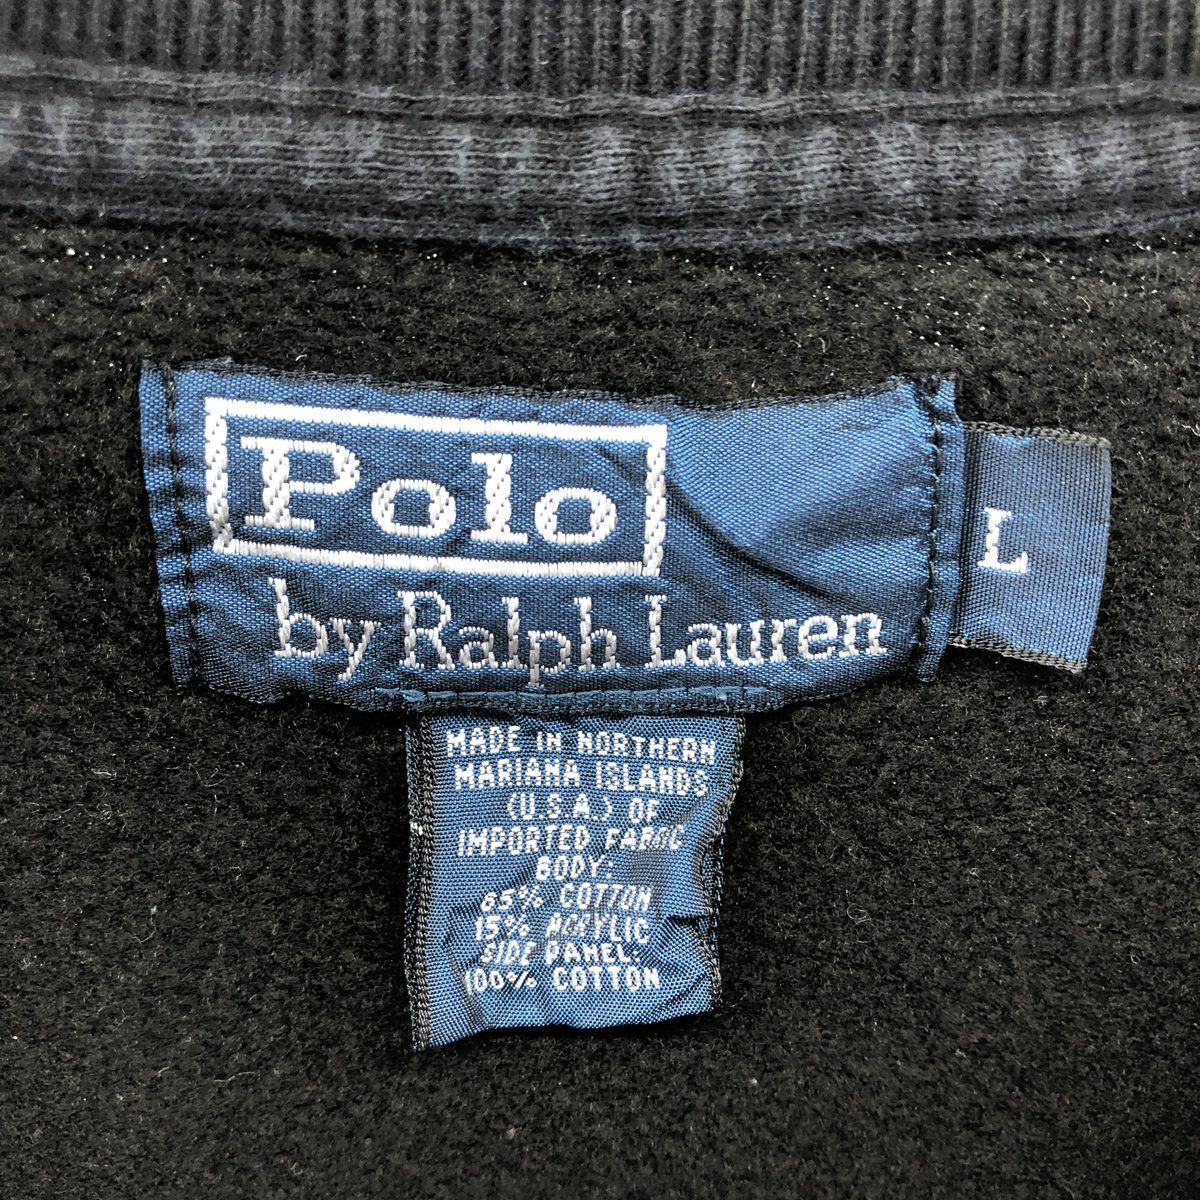 Polo
by Ralph Lauren
L
MADE IN NORTHERN
MARIANA ISLANDS
(U.S.A.) OF
IMPORTED FABRIC
BODY:
85% COTTON
15% ACRYLIC
SIDE PANEL:
100% COTTON